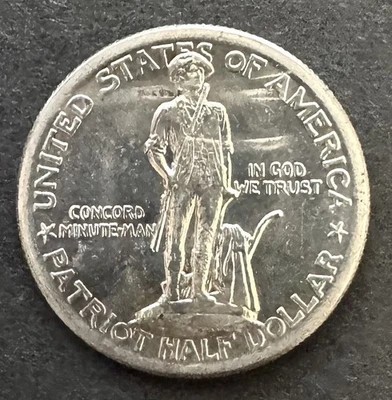 UNITED STATES OF AMERICA
IN GOD
WE TRUST
CONCORD
MINUTE-MAN
PATRIOT HALF DOLLAR